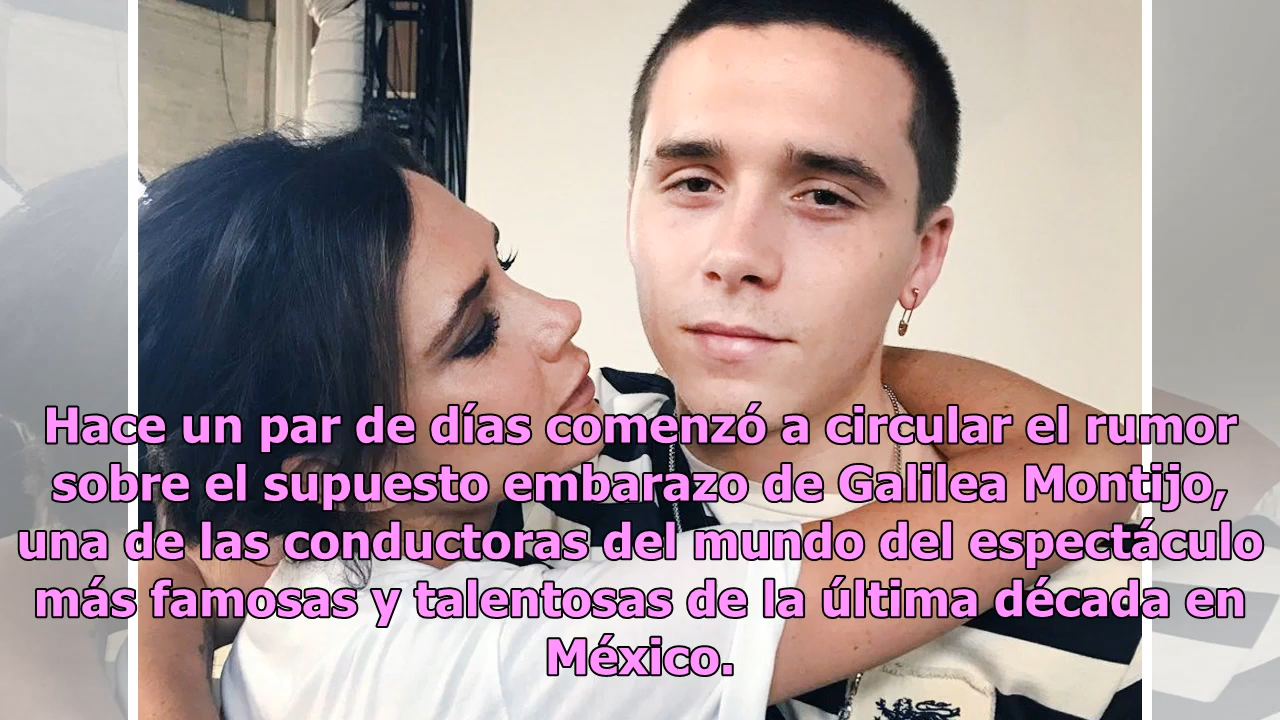 Hace un par de días comenzó a circular el rumor
sobre el supuesto embarazo de Galilea Montijo,
una de las conductoras del mundo del espectáculo
más famosas y talentosas de la última década en
México.